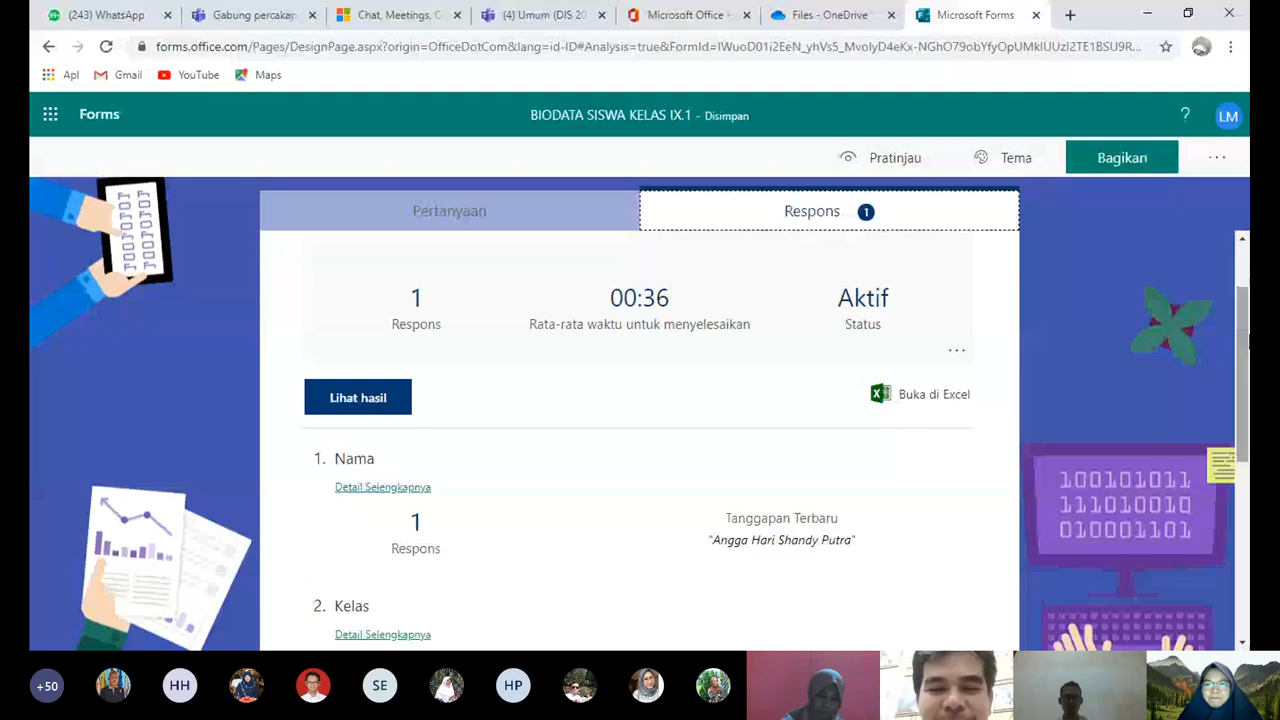 (243) WhatsApp
Gabung percakap
Chat, Meetings, C
(4) Umum (DIS 20
Microsoft Office
Files - OneDrive
Microsoft Forms
Apl
Gmail
YouTube
Maps
Forms
BIODATA SISWA KELAS IX.1 - Disimpan
?
LM
Pratinjau
Tema
Bagikan
Pertanyaan
Respons 1
1
00:36
Aktif
Respons
Rata-rata waktu untuk menyelesaikan
Status
Lihat hasil
Buka di Excel
1. Nama
Detail Selengkapnya
1
Respons
Tanggapan Terbaru
"Angga Hari Shandy Putra"
2. Kelas
Detail Selengkapnya
100101011
111010010
010001101
+50
HH
SE
HP